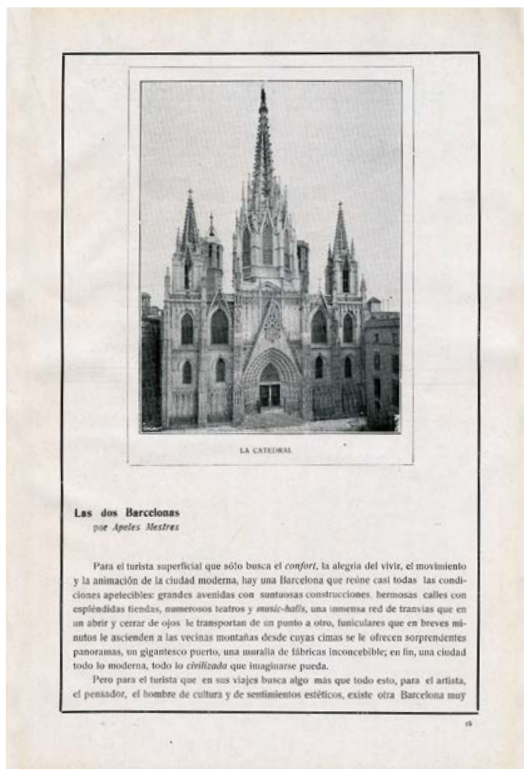 LA CATEDRAL
Las dos Barcelonas
por Apeles Mestres
Para el turista superficial que sólo busca el confort, la alegria del vivir, el movimiento
y la animación de la ciudad moderna, hay una Barcelona que reúne casi todas las condi-
ciones apetecibles: grandes avenidas con suntuosas construcciones, hermosas calles con
espléndidas tiendas, numerosos teatros y music-halls, una inmensa red de tranvías que en
un abrir y cerrar de ojos le transportan de un punto a otro, funiculares que en breves mi-
nutos le ascienden a las vecinas montañas desde cuyas cimas se le ofrecen sorprendentes
panoramas, un gigantesco puerto, una muralla de fábricas inconcebible; en fin, una ciudad
todo lo moderna, todo lo civilizada que imaginarse pueda.
Pero para el turista que en sus viajes busca algo más que todo esto, para el artista,
el pensador, el hombre de cultura y de sentimientos estéticos, existe otra Barcelona muy